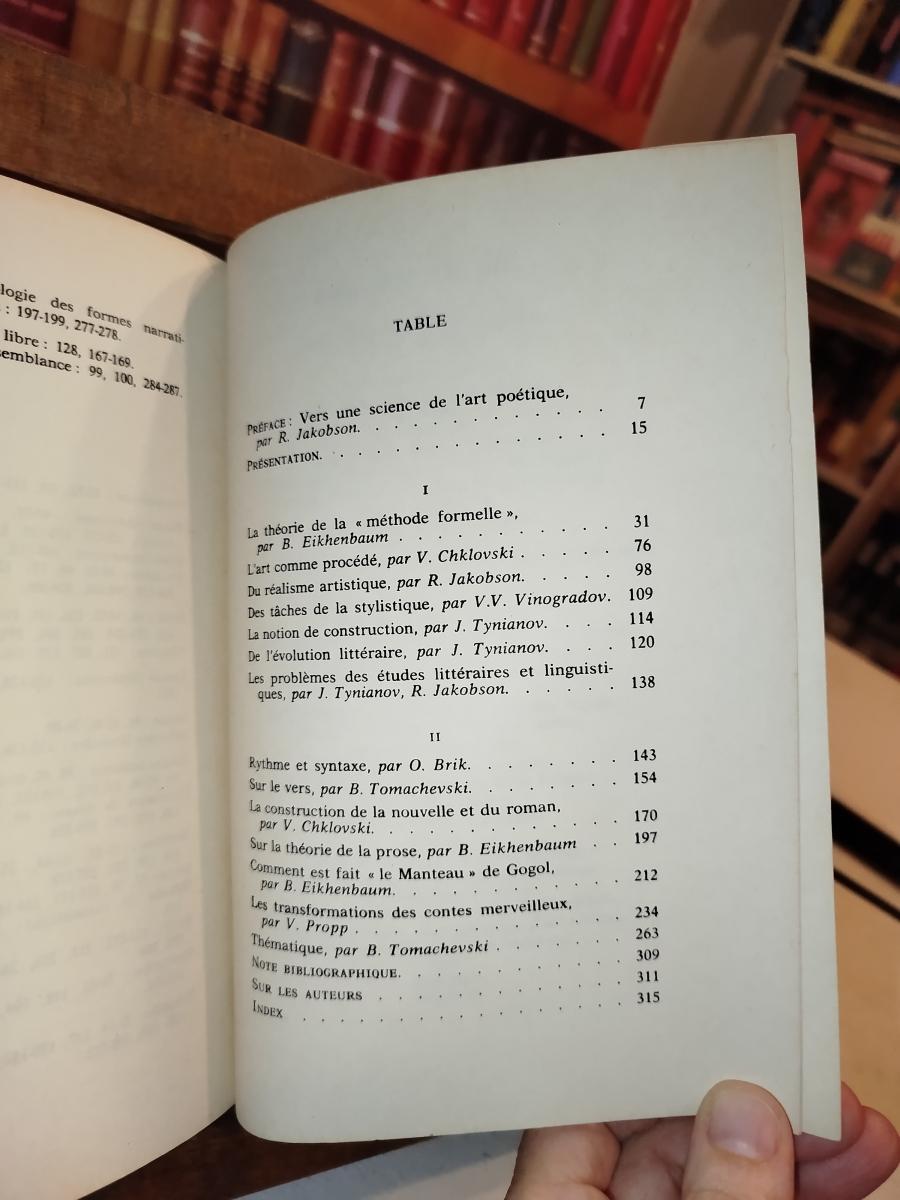 logie des formes narrati-
: 197-199, 277-278.
libre : 128, 167-169.
semblance : 99, 100, 284-287.
TABLE
PRÉFACE : Vers une science de l'art poétique,
par R. Jakobson. . . . . . . . . . . . 7
PRÉSENTATION. . . . . . . . . . . . . 15
I
La théorie de la « méthode formelle »,
par B. Eikhenbaum . . . . . . . . . . 31
L'art comme procédé, par V. Chklovski . . . . . 76
Du réalisme artistique, par R. Jakobson. . . . . 98
Des tâches de la stylistique, par V.V. Vinogradov. 109
La notion de construction, par J. Tynianov. . . . 114
De l'évolution littéraire, par J. Tynianov. . . . 120
Les problèmes des études littéraires et linguisti-
ques, par J. Tynianov, R. Jakobson. . . . . . 138
II
Rythme et syntaxe, par O. Brik. . . . . . . 143
Sur le vers, par B. Tomachevski. . . . . . . 154
La construction de la nouvelle et du roman,
par V. Chklovski. . . . . . . . . . . . 170
Sur la théorie de la prose, par B. Eikhenbaum . . 197
Comment est fait « le Manteau » de Gogol,
par B. Eikhenbaum. . . . . . . . . . . 212
Les transformations des contes merveilleux,
par V. Propp . . . . . . . . . . . . . 234
Thématique, par B. Tomachevski . . . . . . . 263
NOTE BIBLIOGRAPHIQUE. . . . . . . . . . 309
SUR LES AUTEURS . . . . . . . . . . . 311
INDEX . . . . . . . . . . . . . . 315